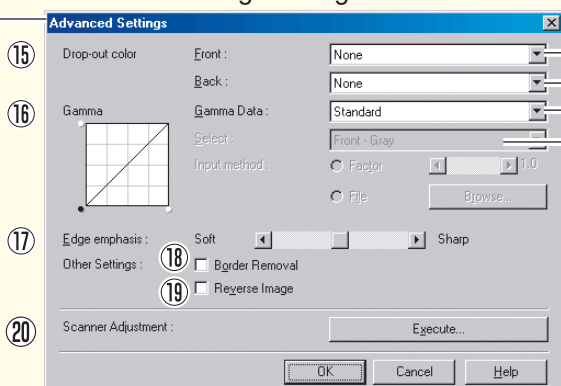 Advanced Settings
⑮ Drop-out color Front : None
Back : None
⑯ Gamma Gamma Data : Standard
Select : Front - Gray
Input method : Factor 1.0
File Browse...
⑰ Edge emphasis : Soft Sharp
Other Settings : ⑱ Border Removal
⑲ Reverse Image
⑳ Scanner Adjustment : Execute...
OK Cancel Help